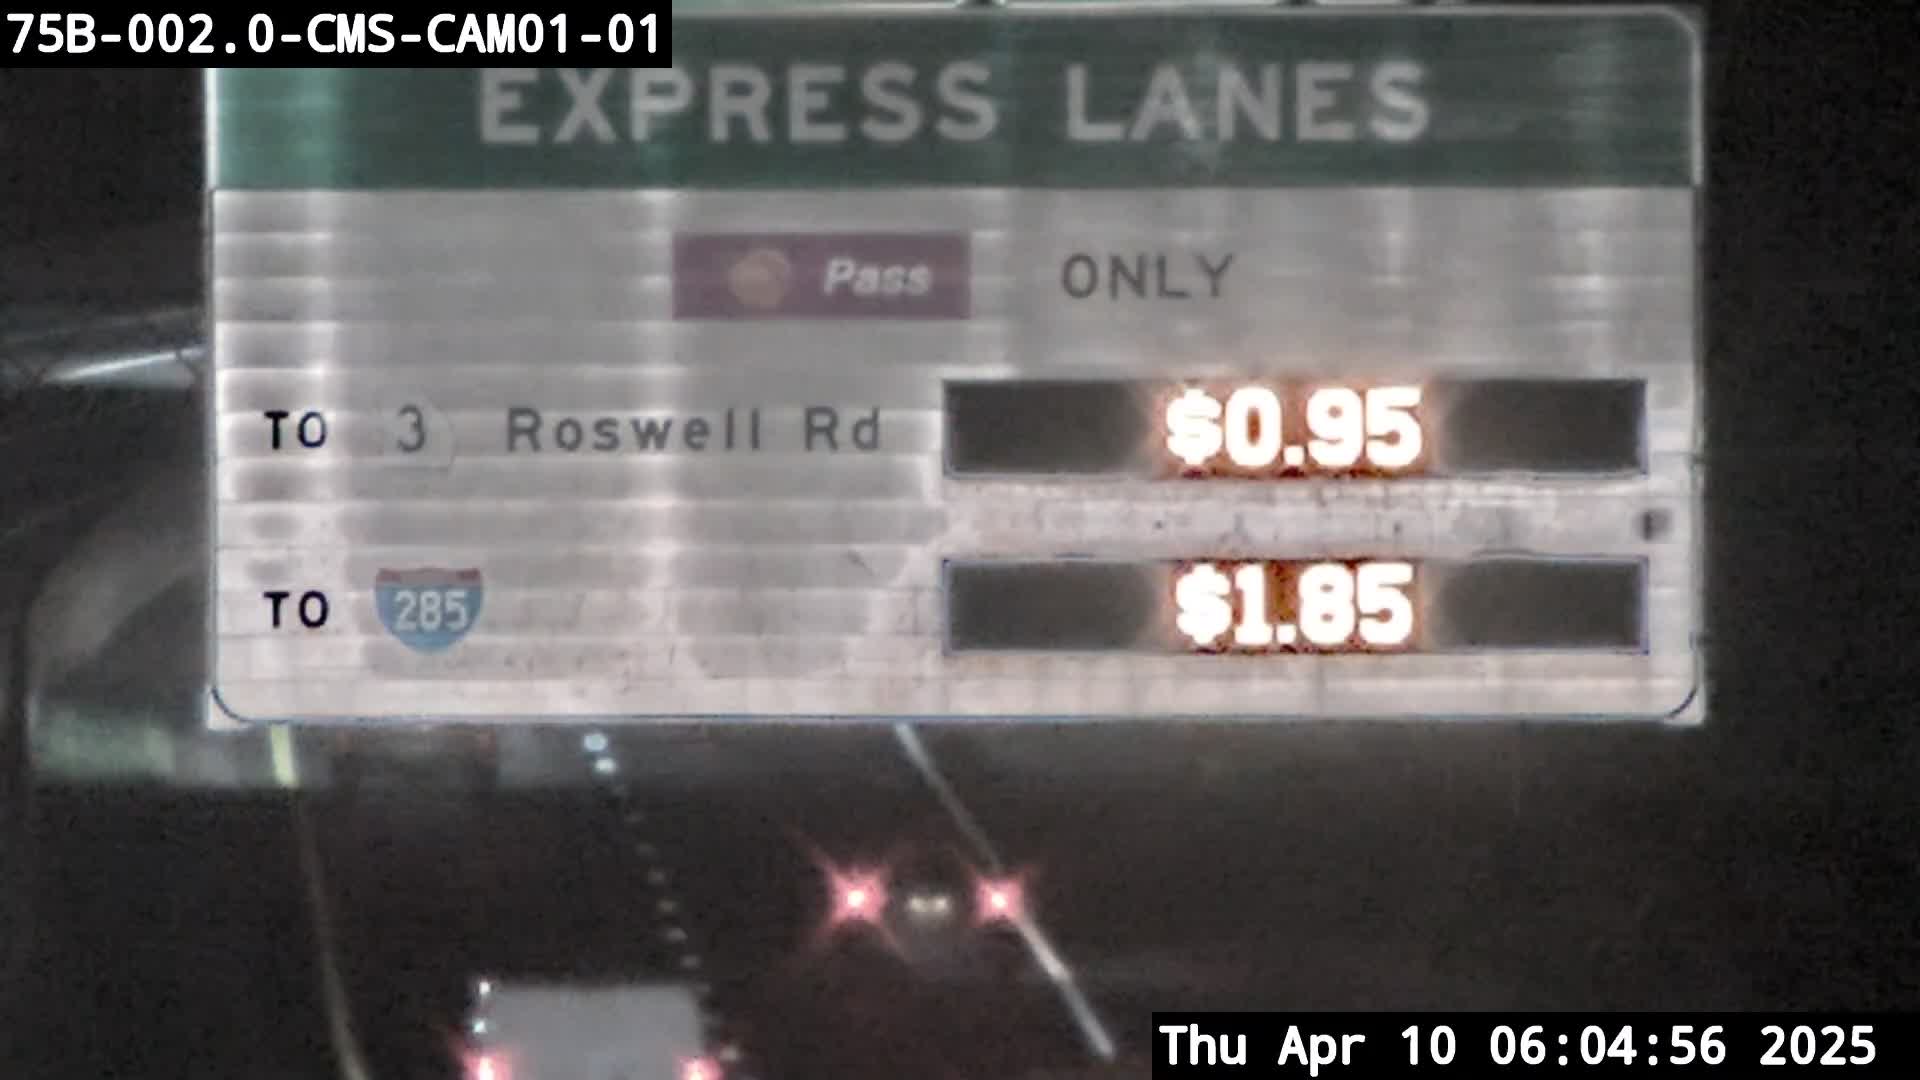 75B-002.0-CMS-CAM01-01
EXPRESS LANES
Pass ONLY
TO 3 Roswell Rd $0.95
TO 285 $1.85
Thu Apr 10 06:04:56 2025